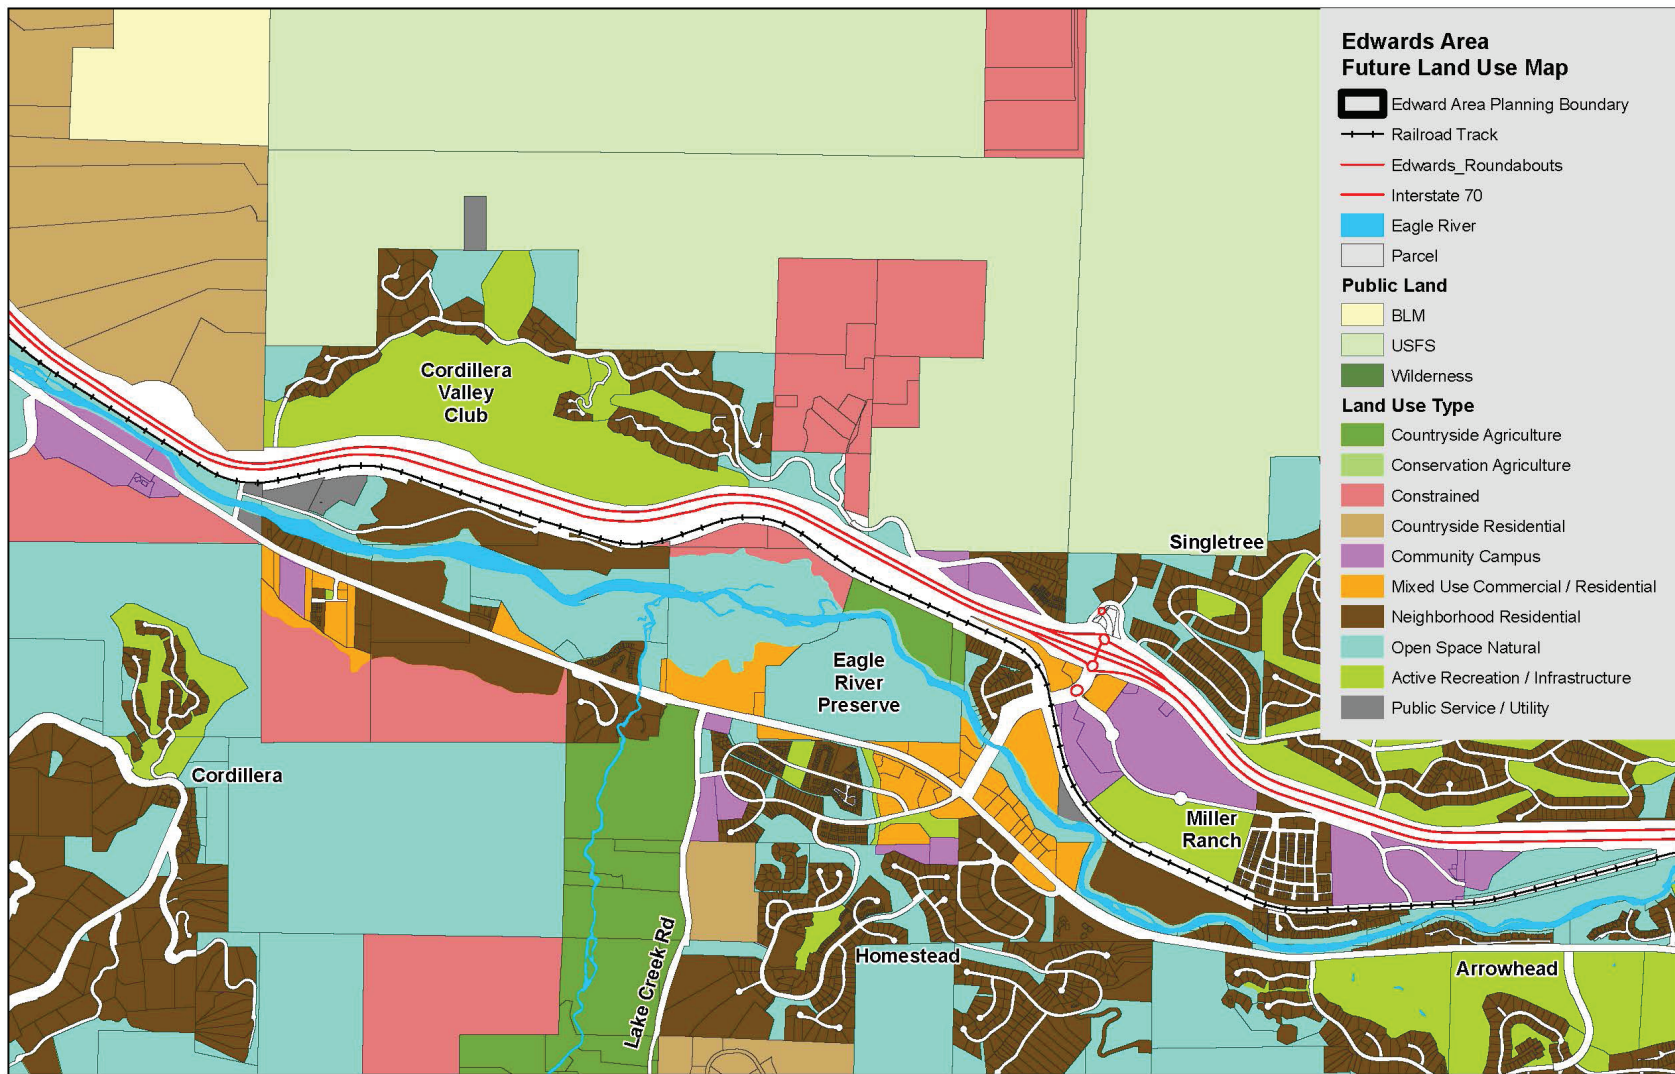 Edwards Area
Future Land Use Map
Edward Area Planning Boundary
Railroad Track
Edwards_Roundabouts
Interstate 70
Eagle River
Parcel
Public Land
BLM
USFS
Wilderness
Land Use Type
Countryside Agriculture
Conservation Agriculture
Constrained
Countryside Residential
Community Campus
Mixed Use Commercial / Residential
Neighborhood Residential
Open Space Natural
Active Recreation / Infrastructure
Public Service / Utility
Cordillera
Valley
Club
Singletree
Eagle
River
Preserve
Cordillera
Miller
Ranch
Lake Creek Rd
Homestead
Arrowhead